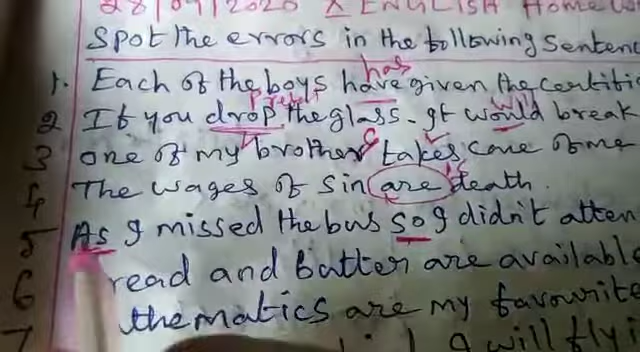 28/09/2020 X ENGLISH Homewo
Spot the errors in the following sentenc
has
1. Each of the boys have given the certifi
2 If you drop the glass. It would break
3 One of my brother s takes care of me
is
4 The wages of sin are death.
5 As I missed the bus so I didn't atten
6 read and butter are available
7 thematics are my favourite
I will fly i